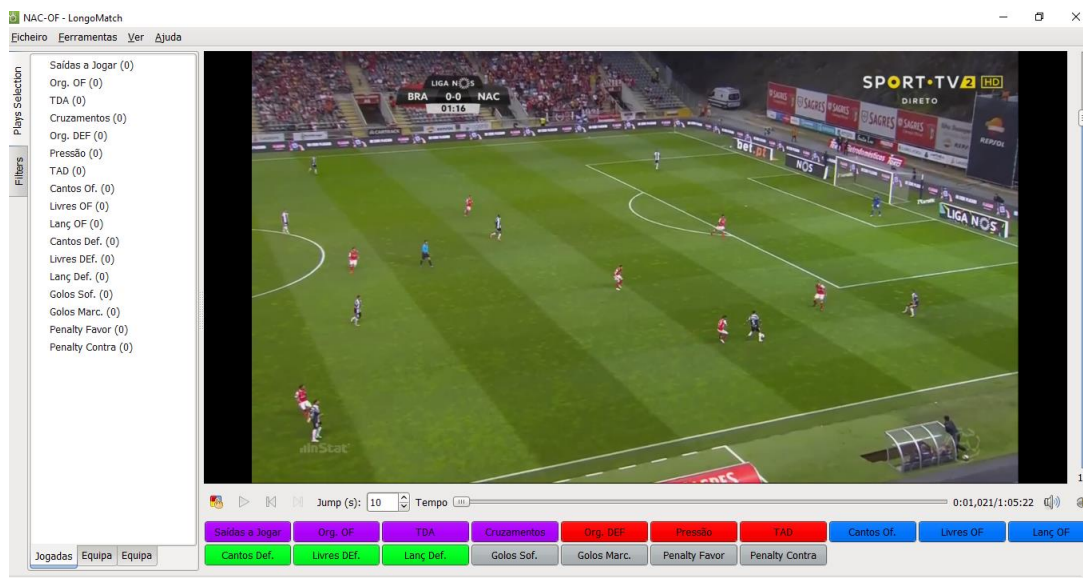 NAC-OF - LongoMatch
Ficheiro Ferramentas Ver Ajuda
Plays Selection
Filters
Saídas a Jogar (0)
Org. OF (0)
TDA (0)
Cruzamentos (0)
Org. DEF (0)
Pressão (0)
TAD (0)
Cantos Of. (0)
Livres OF (0)
Lanç OF (0)
Cantos Def. (0)
Livres DEf. (0)
Lanç Def. (0)
Golos Sof. (0)
Golos Marc. (0)
Penalty Favor (0)
Penalty Contra (0)
Jogadas Equipa Equipa
LIGA NOS
BRA 0-0 NAC
01:16
SPORT·TV2 HD
DIRETO
SAGRES SAGRES SAGRES
REPSOL
bet.pt
NOS
LIGA NOS
InStat
Jump (s): 10 Tempo 0:01,021/1:05:22
Saídas a Jogar Org. OF TDA Cruzamentos Org. DEF Pressão TAD Cantos Of. Livres OF Lanç OF
Cantos Def. Livres DEf. Lanç Def. Golos Sof. Golos Marc. Penalty Favor Penalty Contra